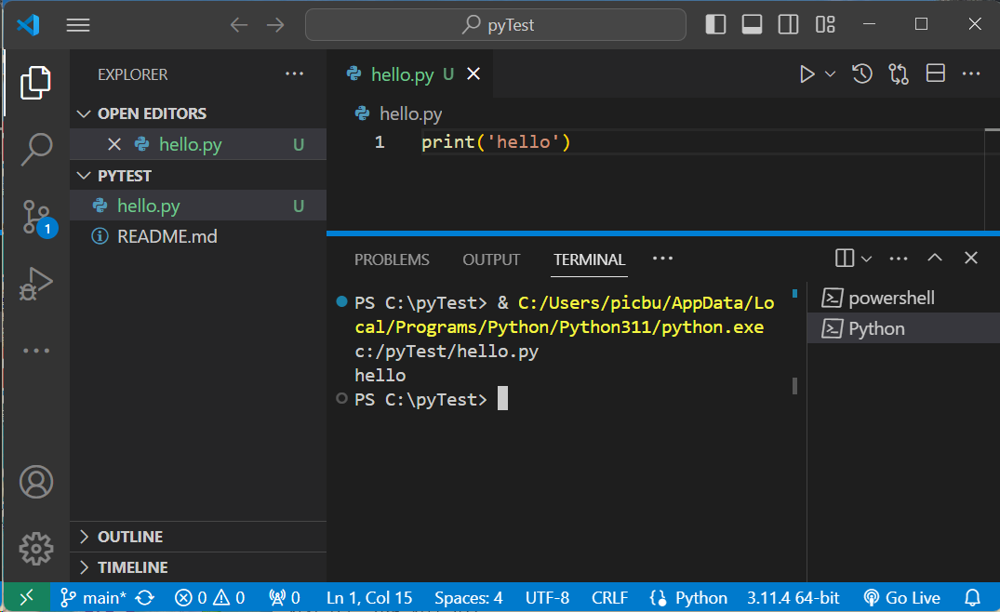 pyTest
EXPLORER
OPEN EDITORS
hello.py U
PYTEST
hello.py U
README.md
OUTLINE
TIMELINE
hello.py U
hello.py
1 print('hello')
PROBLEMS OUTPUT TERMINAL
PS C:\pyTest> & C:/Users/picbu/AppData/Lo
cal/Programs/Python/Python311/python.exe
c:/pyTest/hello.py
hello
PS C:\pyTest>
powershell
Python
1
main* 0 0 0 Ln 1, Col 15 Spaces: 4 UTF-8 CRLF Python 3.11.4 64-bit Go Live